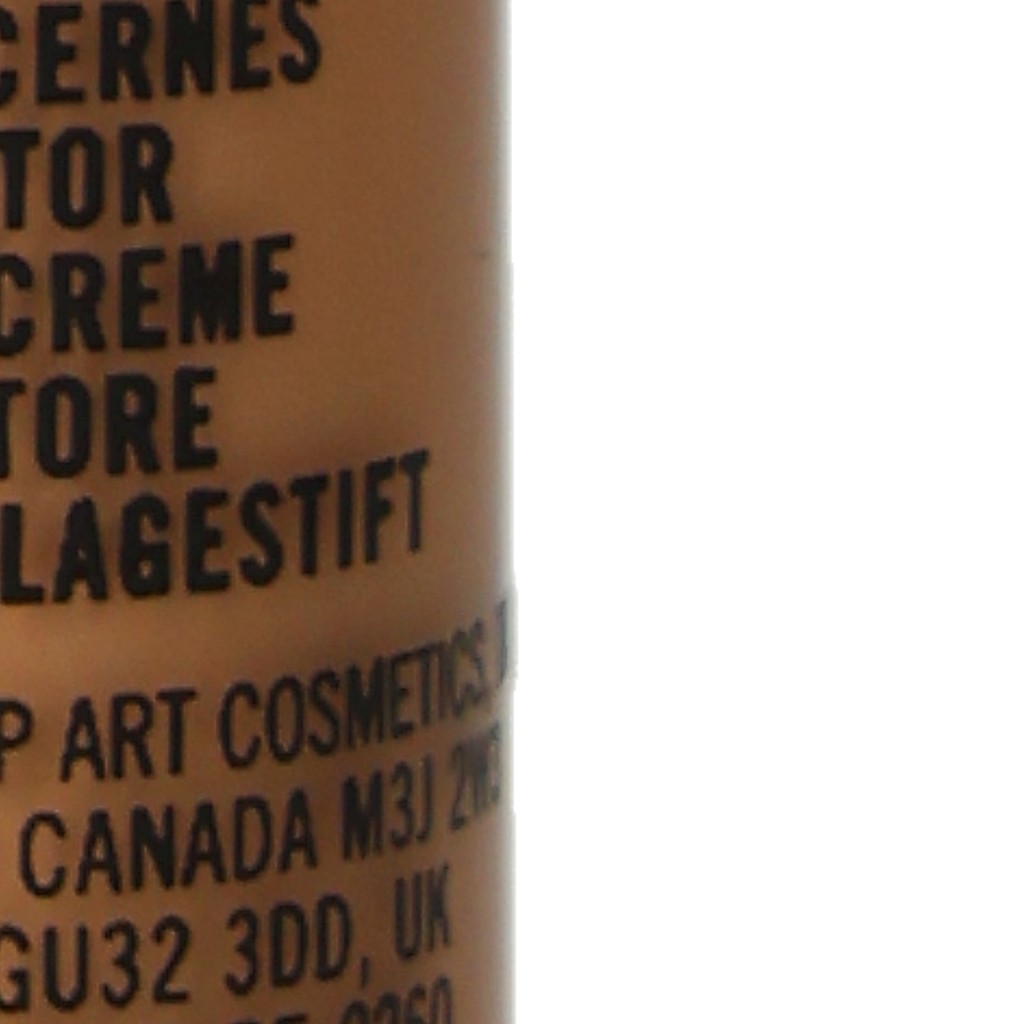 CERNES
TOR
CREME
TORE
LAGESTIFT
P ART COSMETICS,
CANADA M3J
GU32 3DD, UK